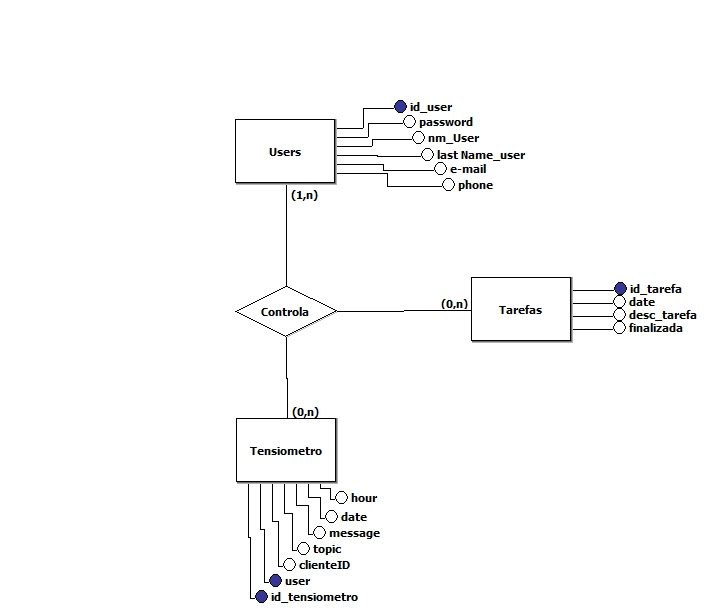 id_user
password
nm_User
Users
last Name_user
e-mail
phone
(1,n)
id_tarefa
(0,n)
date
Controla
Tarefas
desc_tarefa
finalizada
(0,n)
Tensiometro
hour
date
message
topic
clienteID
user
id_tensiometro